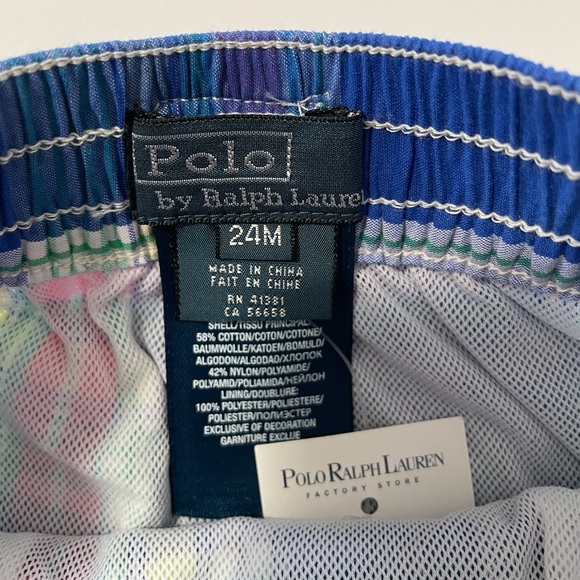 Polo
by Ralph Lauren
24M
MADE IN CHINA
FAIT EN CHINE
RN 41381
CA 56658
SHELL/TISSU PRINCIPAL:
58% COTTON/COTON/COTONE/
BAUMWOLLE/KATOEN/BOMULD/
ALGODON/ALGODAO/ХЛОПОК
42% NYLON/POLYAMIDE/
POLYAMID/POLIAMIDA/НЕЙЛОН
LINING/DOUBLURE:
100% POLYESTER/POLIESTERE/
POLIESTER/ПОЛИЭСТЕР
EXCLUSIVE OF DECORATION
GARNITURE EXCLUE
POLO RALPH LAUREN
FACTORY STORE